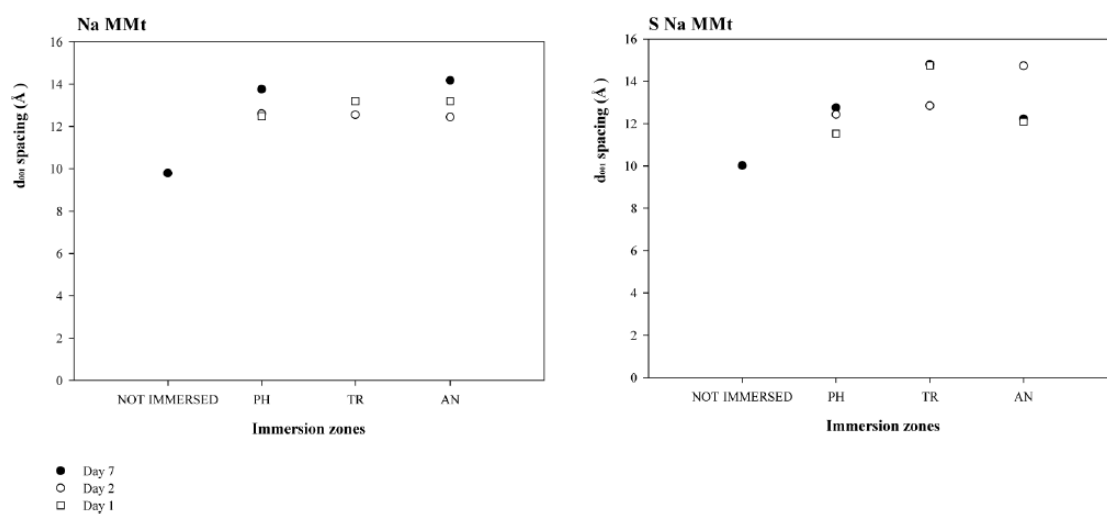 Na MMt
16
14
12
10
8
6
4
2
0
d₀₀₁ spacing (Å )
NOT IMMERSED PH TR AN
Immersion zones
S Na MMt
16
14
12
10
8
6
4
2
0
d₀₀₁ spacing (Å )
NOT IMMERSED PH TR AN
Immersion zones
Day 7
Day 2
Day 1